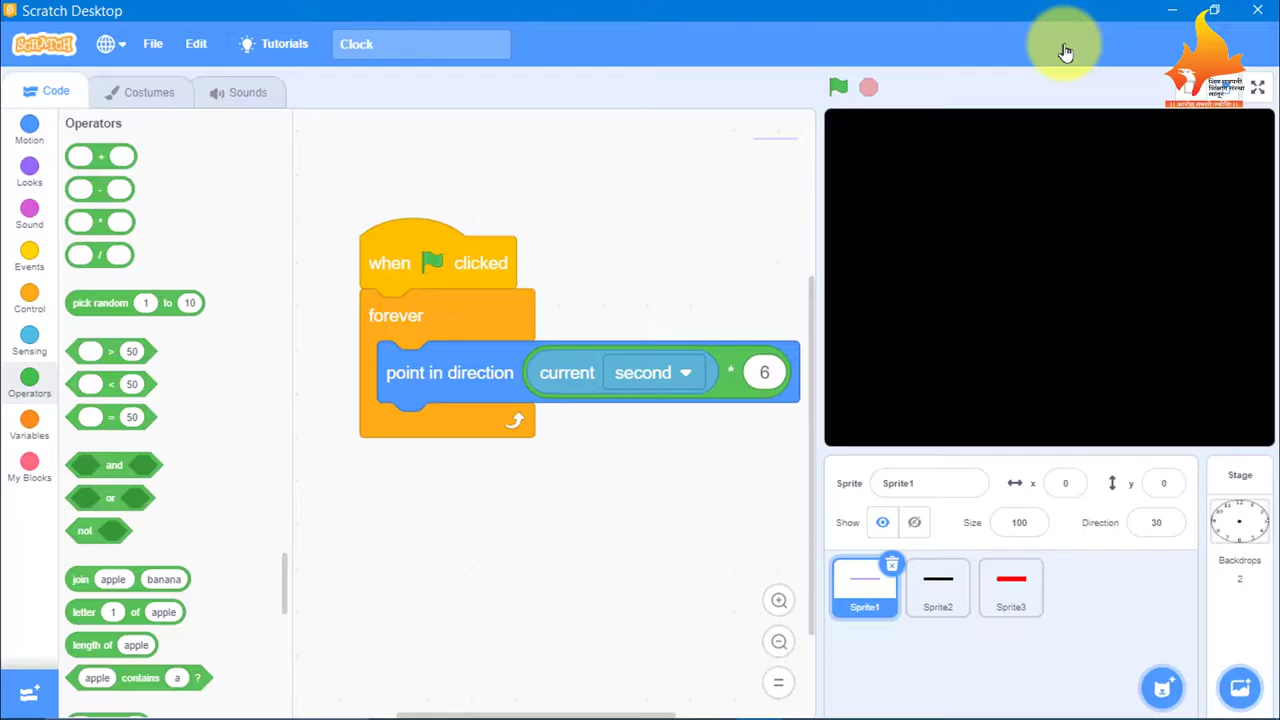 Scratch Desktop
SCRATCH
File
Edit
Tutorials
Clock
Code
Costumes
Sounds
Motion
Looks
Sound
Events
Control
Sensing
Operators
Variables
My Blocks
Operators
+
-
*
/
pick random 1 to 10
> 50
< 50
= 50
and
or
not
join apple banana
letter 1 of apple
length of apple
apple contains a ?
when clicked
forever
point in direction current second * 6
Sprite Sprite1 x 0 y 0
Show Size 100 Direction 30
Sprite1
Sprite2
Sprite3
Stage
Backdrops
2